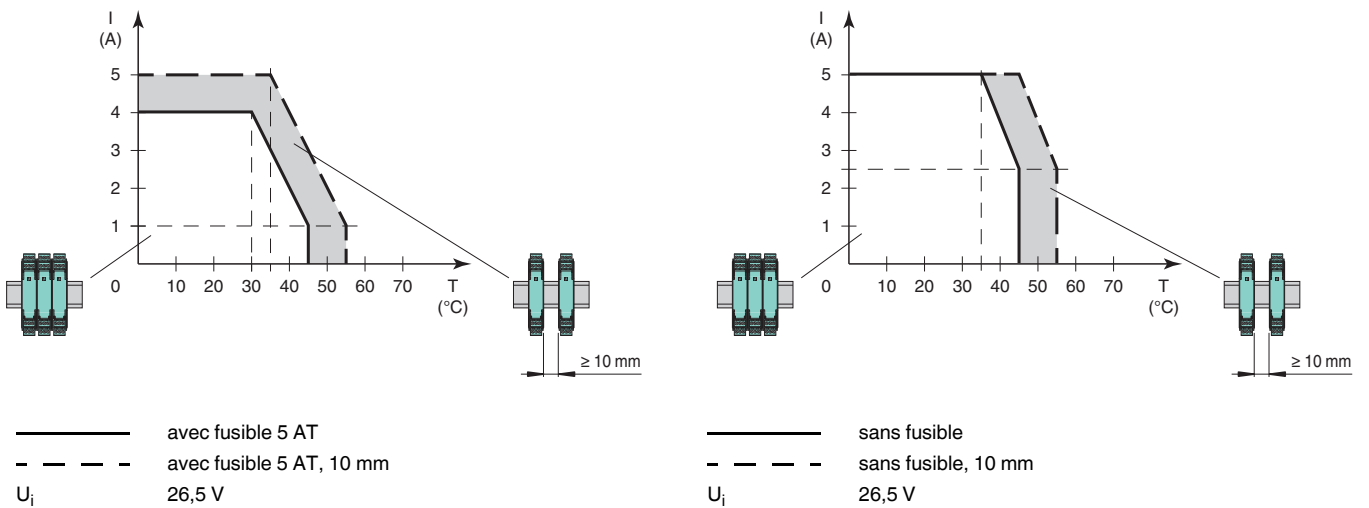 I
(A)
5
4
3
2
1
0
10 20 30 40 50 60 70
T
(°C)
≥ 10 mm
avec fusible 5 AT
avec fusible 5 AT, 10 mm
Ui 26,5 V
I
(A)
5
4
3
2
1
0
10 20 30 40 50 60 70
T
(°C)
≥ 10 mm
sans fusible
sans fusible, 10 mm
Ui 26,5 V